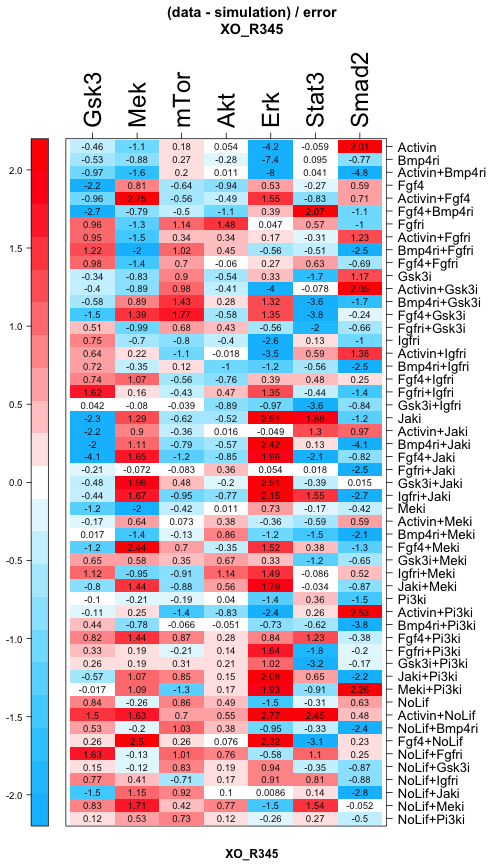 (data - simulation) / error
XO_R345
Gsk3 Mek mTor Akt Erk Stat3 Smad2
-0.46 -1.1 0.18 0.054 -4.2 -0.059 2.01 Activin
-0.53 -0.88 0.27 -0.28 -7.4 0.095 -0.77 Bmp4ri
-0.97 -1.6 0.2 0.011 -8 0.041 -4.8 Activin+Bmp4ri
2.0
-2.2 0.81 -0.64 -0.94 0.53 -0.27 0.59 Fgf4
-0.96 2.75 -0.56 -0.49 1.55 -0.83 0.71 Activin+Fgf4
-2.7 -0.79 -0.5 -1.1 0.3 2.07 -1.1 Fgf4+Bmp4ri
0.96 -1.3 1.14 1.48 0.047 0.57 -1 Fgfri
0.95 -1.5 0.34 0.34 0.17 -0.31 1.23 Activin+Fgfri
1.5
1.22 -2 1.02 0.45 -0.56 -0.51 -2.5 Bmp4ri+Fgfri
0.98 -1.4 0.7 -0.06 0.27 0.63 -0.69 Fgf4+Fgfri
-0.34 -0.83 0.9 -0.54 0.33 -1.7 1.17 Gsk3i
-0.4 -0.89 0.98 -0.41 -4 -0.078 2.05 Activin+Gsk3i
-0.58 0.89 1.43 0.28 1.32 -3.6 -1.7 Bmp4ri+Gsk3i
-1.5 1.39 1.77 -0.58 1.35 -3.8 -0.24 Fgf4+Gsk3i
1.0
0.51 -0.99 0.68 0.43 -0.56 -2 -0.66 Fgfri+Gsk3i
0.75 -0.7 -0.8 -0.4 -2.6 0.13 -1 Igfri
0.64 0.22 -1.1 -0.018 -3.5 0.59 1.38 Activin+Igfri
0.72 -0.35 0.12 -1 -1.2 -0.56 -2.5 Bmp4ri+Igfri
0.74 1.07 -0.56 -0.76 0.39 0.48 0.25 Fgf4+Igfri
1.62 0.16 -0.43 0.47 1.35 -0.44 -1.4 Fgfri+Igfri
0.5
0.042 -0.08 -0.039 -0.89 -0.97 -3.6 -0.84 Gsk3i+Igfri
-2.3 1.29 -0.62 -0.52 2.51 1.88 -1.2 Jaki
-2.2 0.9 -0.36 0.016 -0.049 1.3 0.97 Activin+Jaki
-2 1.11 -0.79 -0.57 2.42 0.13 -4.1 Bmp4ri+Jaki
-4.1 1.65 -1.2 -0.85 1.96 -2.1 -0.82 Fgf4+Jaki
-0.21 -0.072 -0.083 0.36 0.054 0.018 -2.5 Fgfri+Jaki
0.0
-0.48 1.96 0.48 -0.2 2.51 -0.39 0.015 Gsk3i+Jaki
-0.44 1.67 -0.95 -0.77 2.15 1.55 -2.7 Igfri+Jaki
-1.2 -2 -0.42 0.011 0.73 -0.17 -0.42 Meki
-0.17 0.64 0.073 0.38 -0.36 -0.59 0.59 Activin+Meki
0.017 -1.4 -0.13 0.86 -1.2 -1.5 -2.1 Bmp4ri+Meki
-1.2 2.44 0.7 -0.35 1.52 0.38 -1.3 Fgf4+Meki
-0.5
0.65 0.58 0.35 0.67 0.33 -1.2 -0.65 Gsk3i+Meki
1.12 -0.95 -0.91 1.14 1.49 -0.086 0.52 Igfri+Meki
-0.8 1.44 -0.88 0.56 1.79 -0.034 -0.87 Jaki+Meki
-0.1 -0.21 -0.19 0.04 -1.4 0.36 -1.5 Pi3ki
-0.11 0.25 -1.4 -0.83 -2.4 0.26 2.53 Activin+Pi3ki
0.44 -0.78 -0.066 -0.051 -0.73 -0.62 -3.8 Bmp4ri+Pi3ki
-1.0
0.82 1.44 0.87 0.28 0.84 1.23 -0.38 Fgf4+Pi3ki
0.33 0.19 -0.21 0.14 1.64 -1.8 -0.2 Fgfri+Pi3ki
0.26 0.19 0.31 0.21 1.02 -3.2 -0.17 Gsk3i+Pi3ki
-0.57 1.07 0.85 0.15 2.08 0.65 -2.2 Jaki+Pi3ki
-0.017 1.09 -1.3 0.17 1.93 -0.91 2.26 Meki+Pi3ki
0.84 -0.26 0.86 0.49 -1.5 -0.31 0.63 NoLif
-1.5
1.5 1.63 0.7 0.55 2.77 2.45 0.48 Activin+NoLif
0.53 -0.2 1.03 0.38 -0.95 -0.33 -2.4 NoLif+Bmp4ri
0.26 2.5 0.26 0.076 2.32 -3.1 0.23 Fgf4+NoLif
1.63 -0.13 1.01 0.76 -0.58 1.1 0.25 NoLif+Fgfri
0.15 -0.12 0.83 0.19 0.94 -0.35 -0.87 NoLif+Gsk3i
0.77 0.41 -0.71 0.17 0.91 0.81 -0.88 NoLif+Igfri
-2.0
-1.5 1.15 0.92 0.1 0.0086 0.14 -2.8 NoLif+Jaki
0.83 1.71 0.42 0.77 -1.5 1.54 -0.052 NoLif+Meki
0.12 0.53 0.73 0.12 -0.26 0.27 -0.5 NoLif+Pi3ki
XO_R345